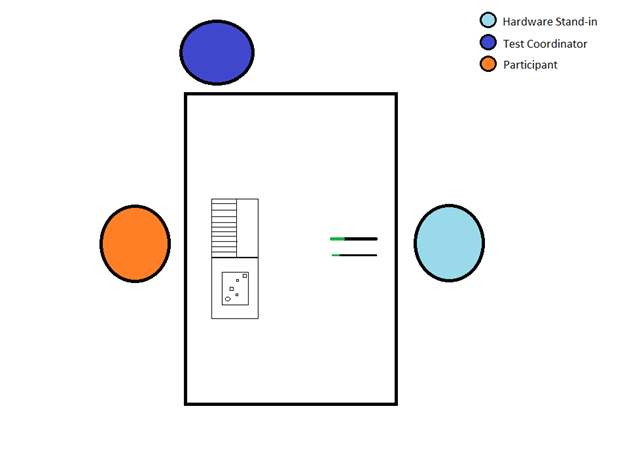 Hardware Stand-in
Test Coordinator
Participant